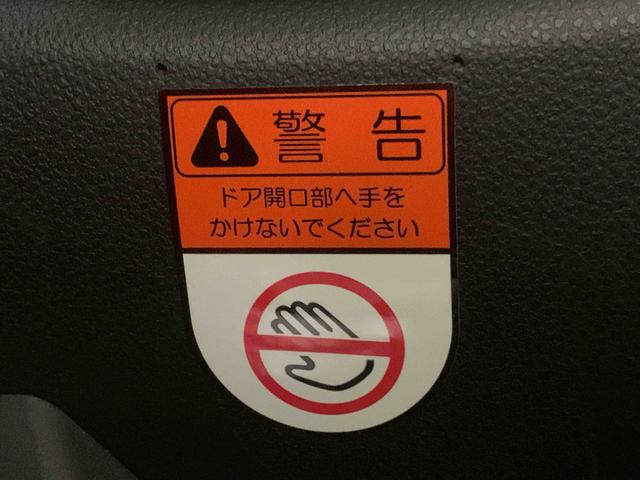 警告
ドア開口部へ手を
かけないでください